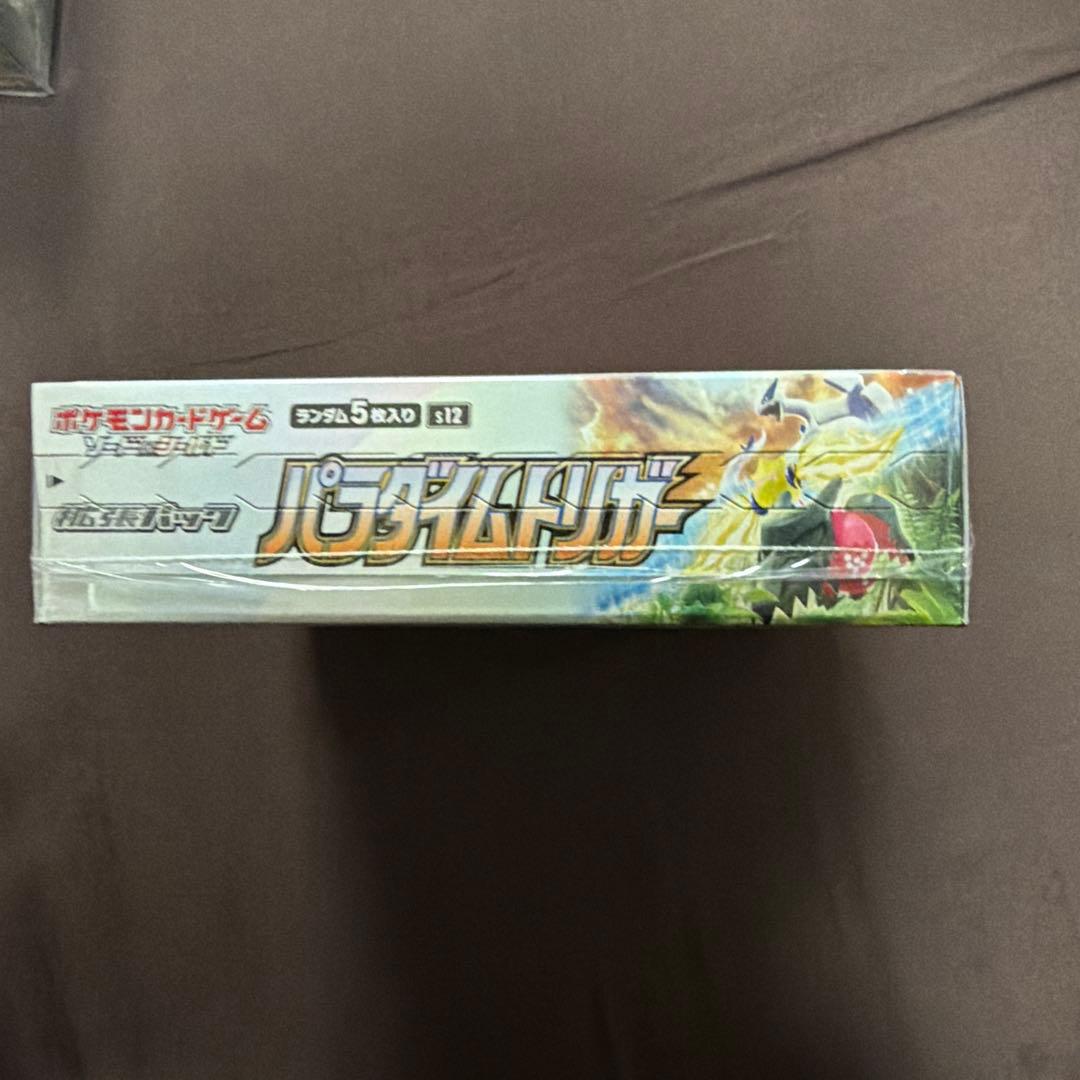 ポケモンカードゲーム
ソード&シールド
ランダム5枚入り s12
拡張パック
パラダイムトリガー